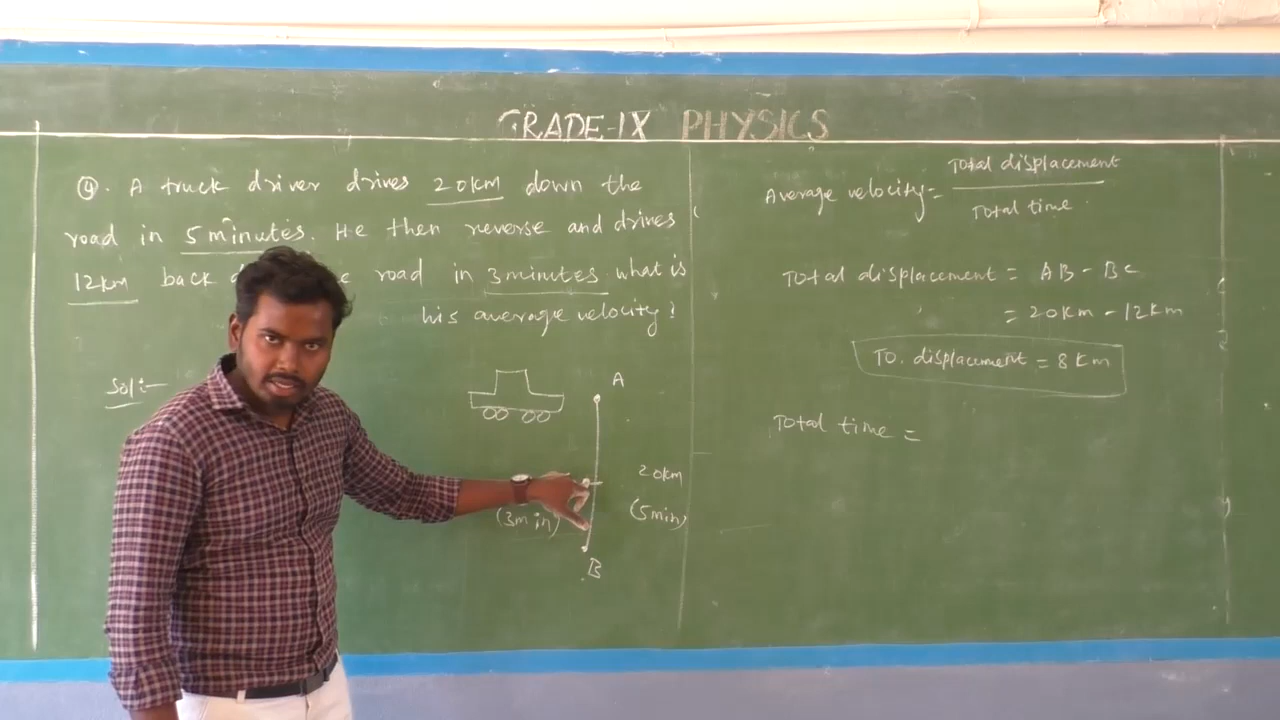 GRADE-IX PHYSICS
④. A truck driver drives 20km down the
road in 5 minutes. He then reverse and drives
12km back road in 3 minutes. what is
his average velocity?
Sol:-
A
20km
(5min)
(3min)
B
Average velocity = Total displacement
Total time.
Total displacement = AB - BC
= 20km - 12km
To. displacement = 8 km
Total time =